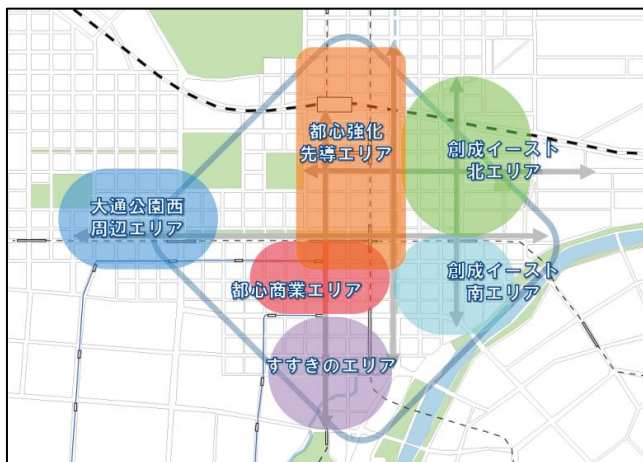 都心強化
先導エリア
創成イースト
北エリア
大通公園西
周辺エリア
創成イースト
南エリア
都心商業エリア
すすきのエリア